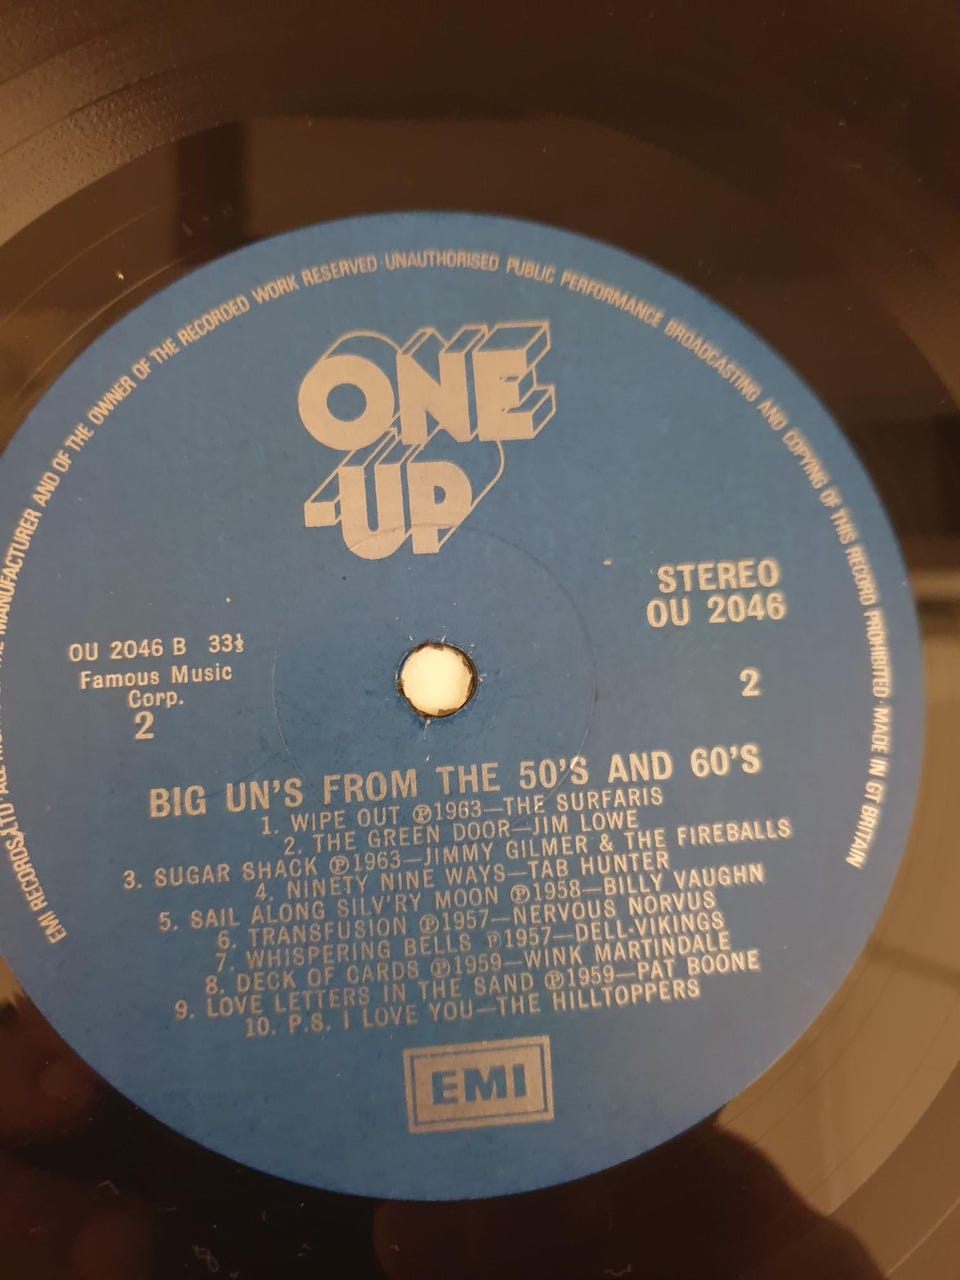 EMI RECORDS LTD
MANUFACTURER AND OF THE OWNER OF THE RECORDED WORK RESERVED · UNAUTHORISED PUBLIC PERFORMANCE BROADCASTING AND COPYING OF THIS RECORD PROHIBITED · MADE IN GT BRITAIN
ONE
-UP
STEREO
OU 2046
OU 2046 B 33⅓
Famous Music
Corp.
2
2
BIG UN'S FROM THE 50'S AND 60'S
1. WIPE OUT ℗1963—THE SURFARIS
2. THE GREEN DOOR—JIM LOWE
3. SUGAR SHACK ℗1963—JIMMY GILMER & THE FIREBALLS
4. NINETY NINE WAYS—TAB HUNTER
5. SAIL ALONG SILV'RY MOON ℗1958—BILLY VAUGHN
6. TRANSFUSION ℗1957—NERVOUS NORVUS
7. WHISPERING BELLS ℗1957—DELL-VIKINGS
8. DECK OF CARDS ℗1959—WINK MARTINDALE
9. LOVE LETTERS IN THE SAND ℗1959—PAT BOONE
10. P.S. I LOVE YOU—THE HILLTOPPERS
EMI